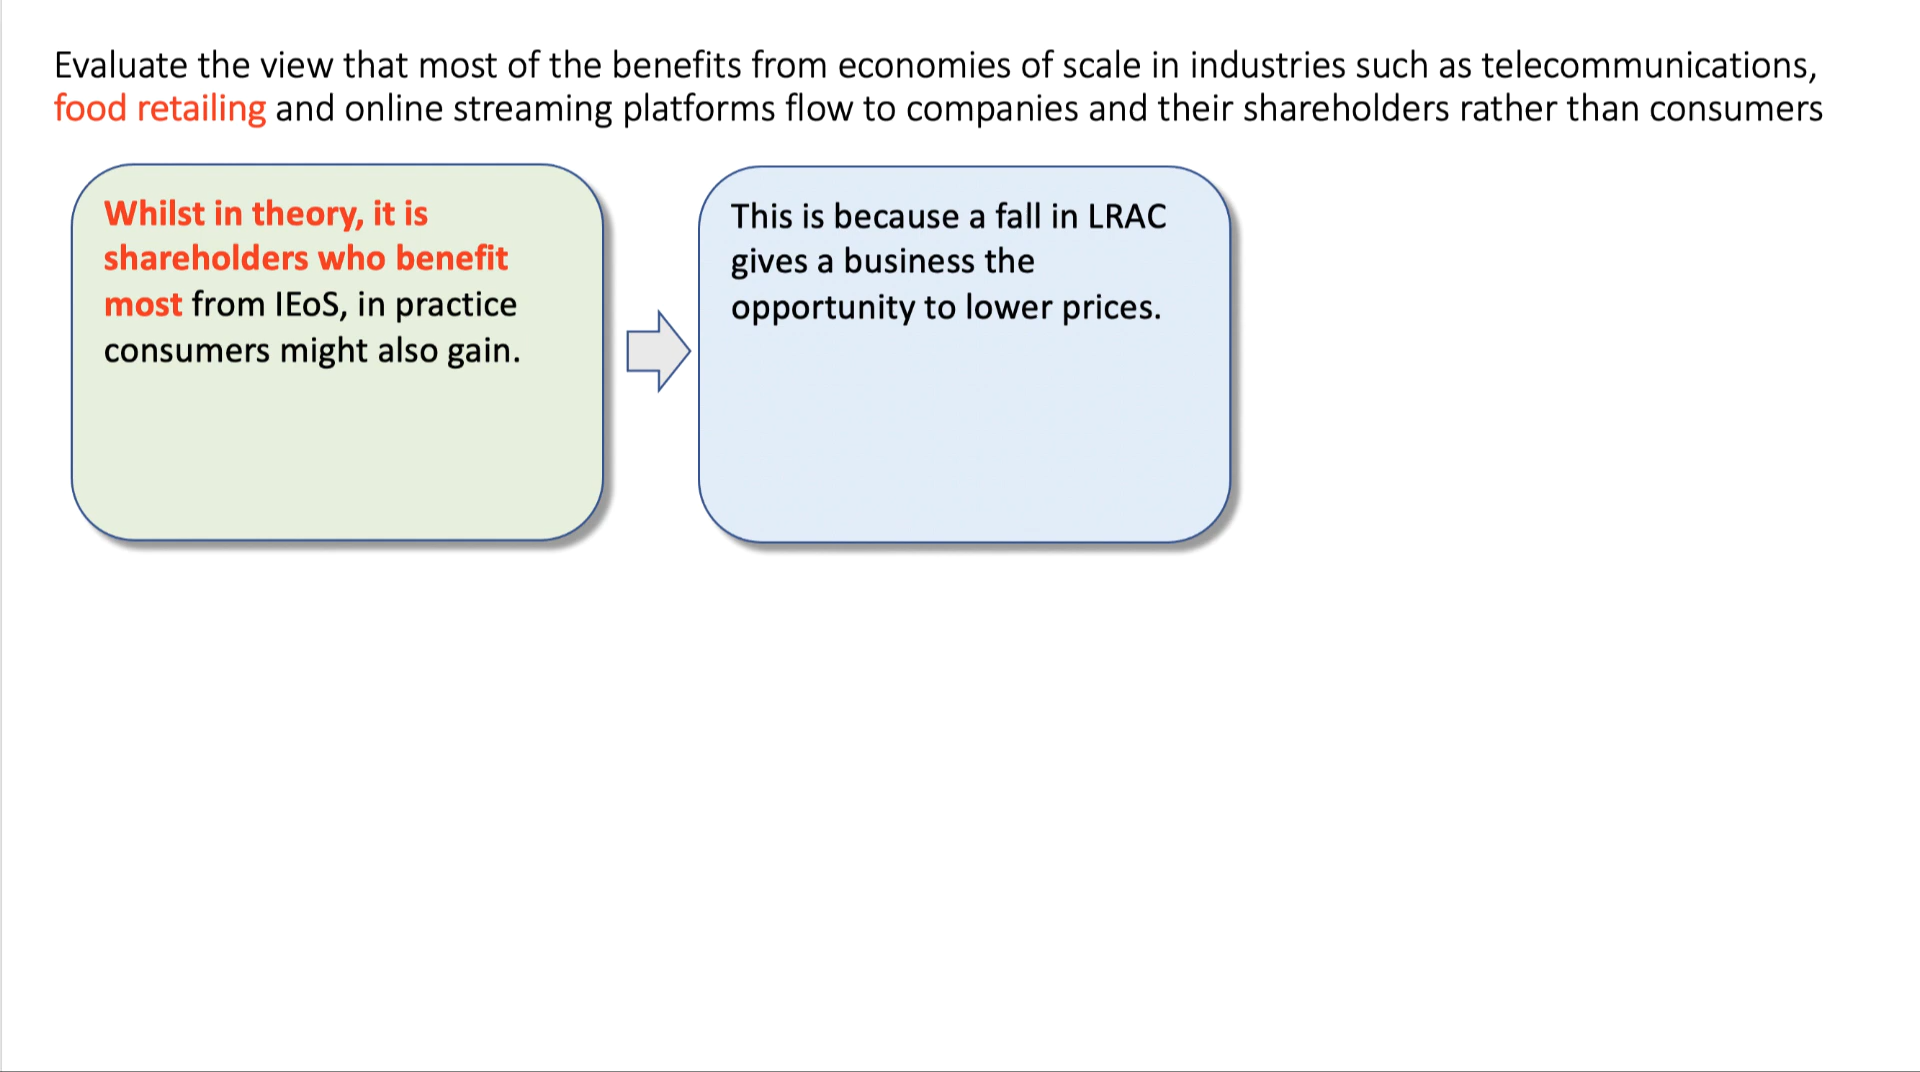 Evaluate the view that most of the benefits from economies of scale in industries such as telecommunications,
food retailing and online streaming platforms flow to companies and their shareholders rather than consumers
Whilst in theory, it is
shareholders who benefit
most from IEoS, in practice
consumers might also gain.
This is because a fall in LRAC
gives a business the
opportunity to lower prices.